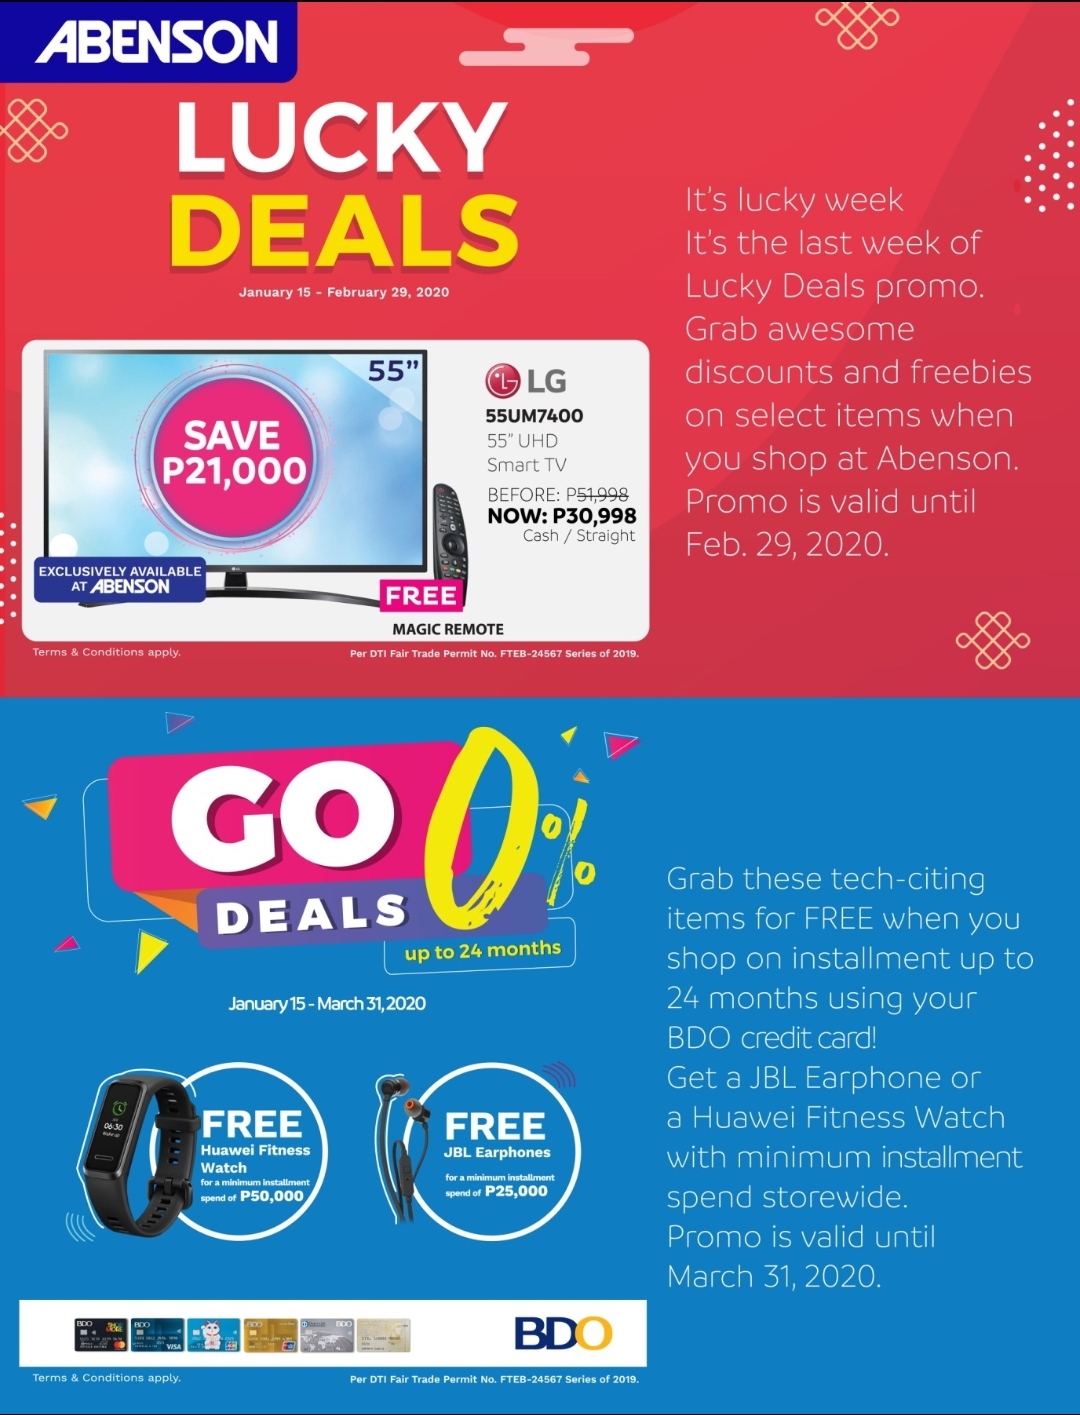 ABENSON
LUCKY
DEALS
January 15 - February 29, 2020
55”
SAVE
P21,000
EXCLUSIVELY AVAILABLE
AT ABENSON
LG
55UM7400
55” UHD
Smart TV
BEFORE: P51,998
NOW: P30,998
Cash / Straight
FREE
MAGIC REMOTE
Terms & Conditions apply.
Per DTI Fair Trade Permit No. FTEB-24567 Series of 2019.
It’s lucky week
It’s the last week of
Lucky Deals promo.
Grab awesome
discounts and freebies
on select items when
you shop at Abenson.
Promo is valid until
Feb. 29, 2020.
GO 0%
DEALS
up to 24 months
January 15 - March 31, 2020
06:30
FREE
Huawei Fitness
Watch
for a minimum installment
spend of P50,000
FREE
JBL Earphones
for a minimum installment
spend of P25,000
Grab these tech-citing
items for FREE when you
shop on installment up to
24 months using your
BDO credit card!
Get a JBL Earphone or
a Huawei Fitness Watch
with minimum installment
spend storewide.
Promo is valid until
March 31, 2020.
BDO
BDO
VISA
BDO
BDO
BDO
Terms & Conditions apply.
Per DTI Fair Trade Permit No. FTEB-24567 Series of 2019.